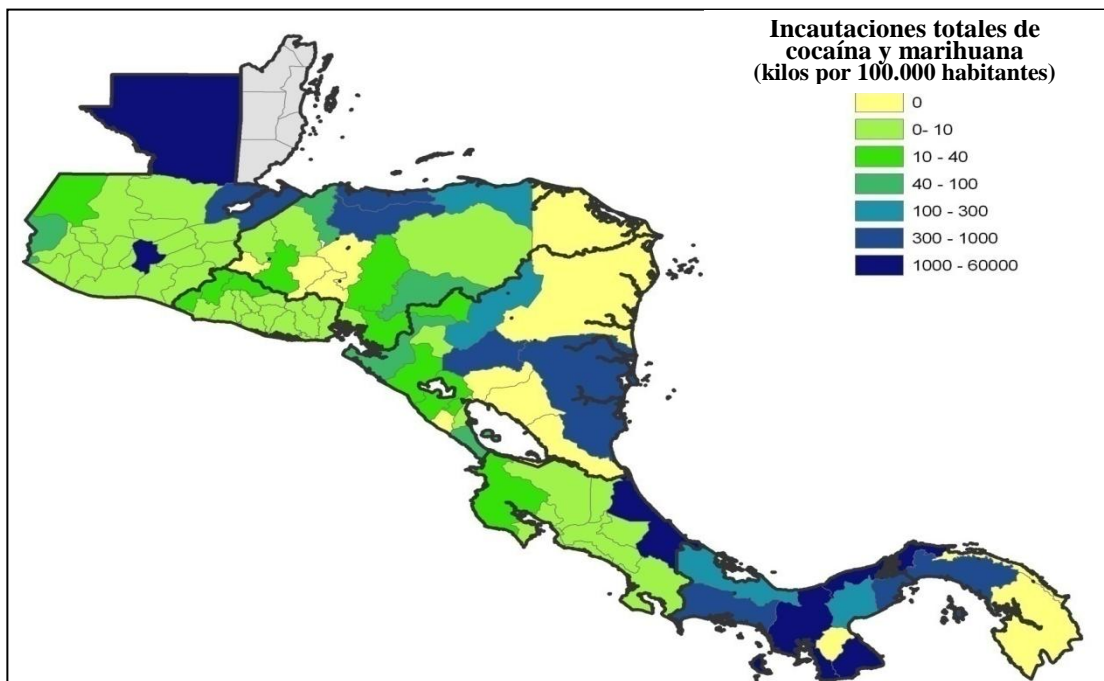 Incautaciones totales de
cocaína y marihuana
(kilos por 100.000 habitantes)
0
0- 10
10 - 40
40 - 100
100 - 300
300 - 1000
1000 - 60000